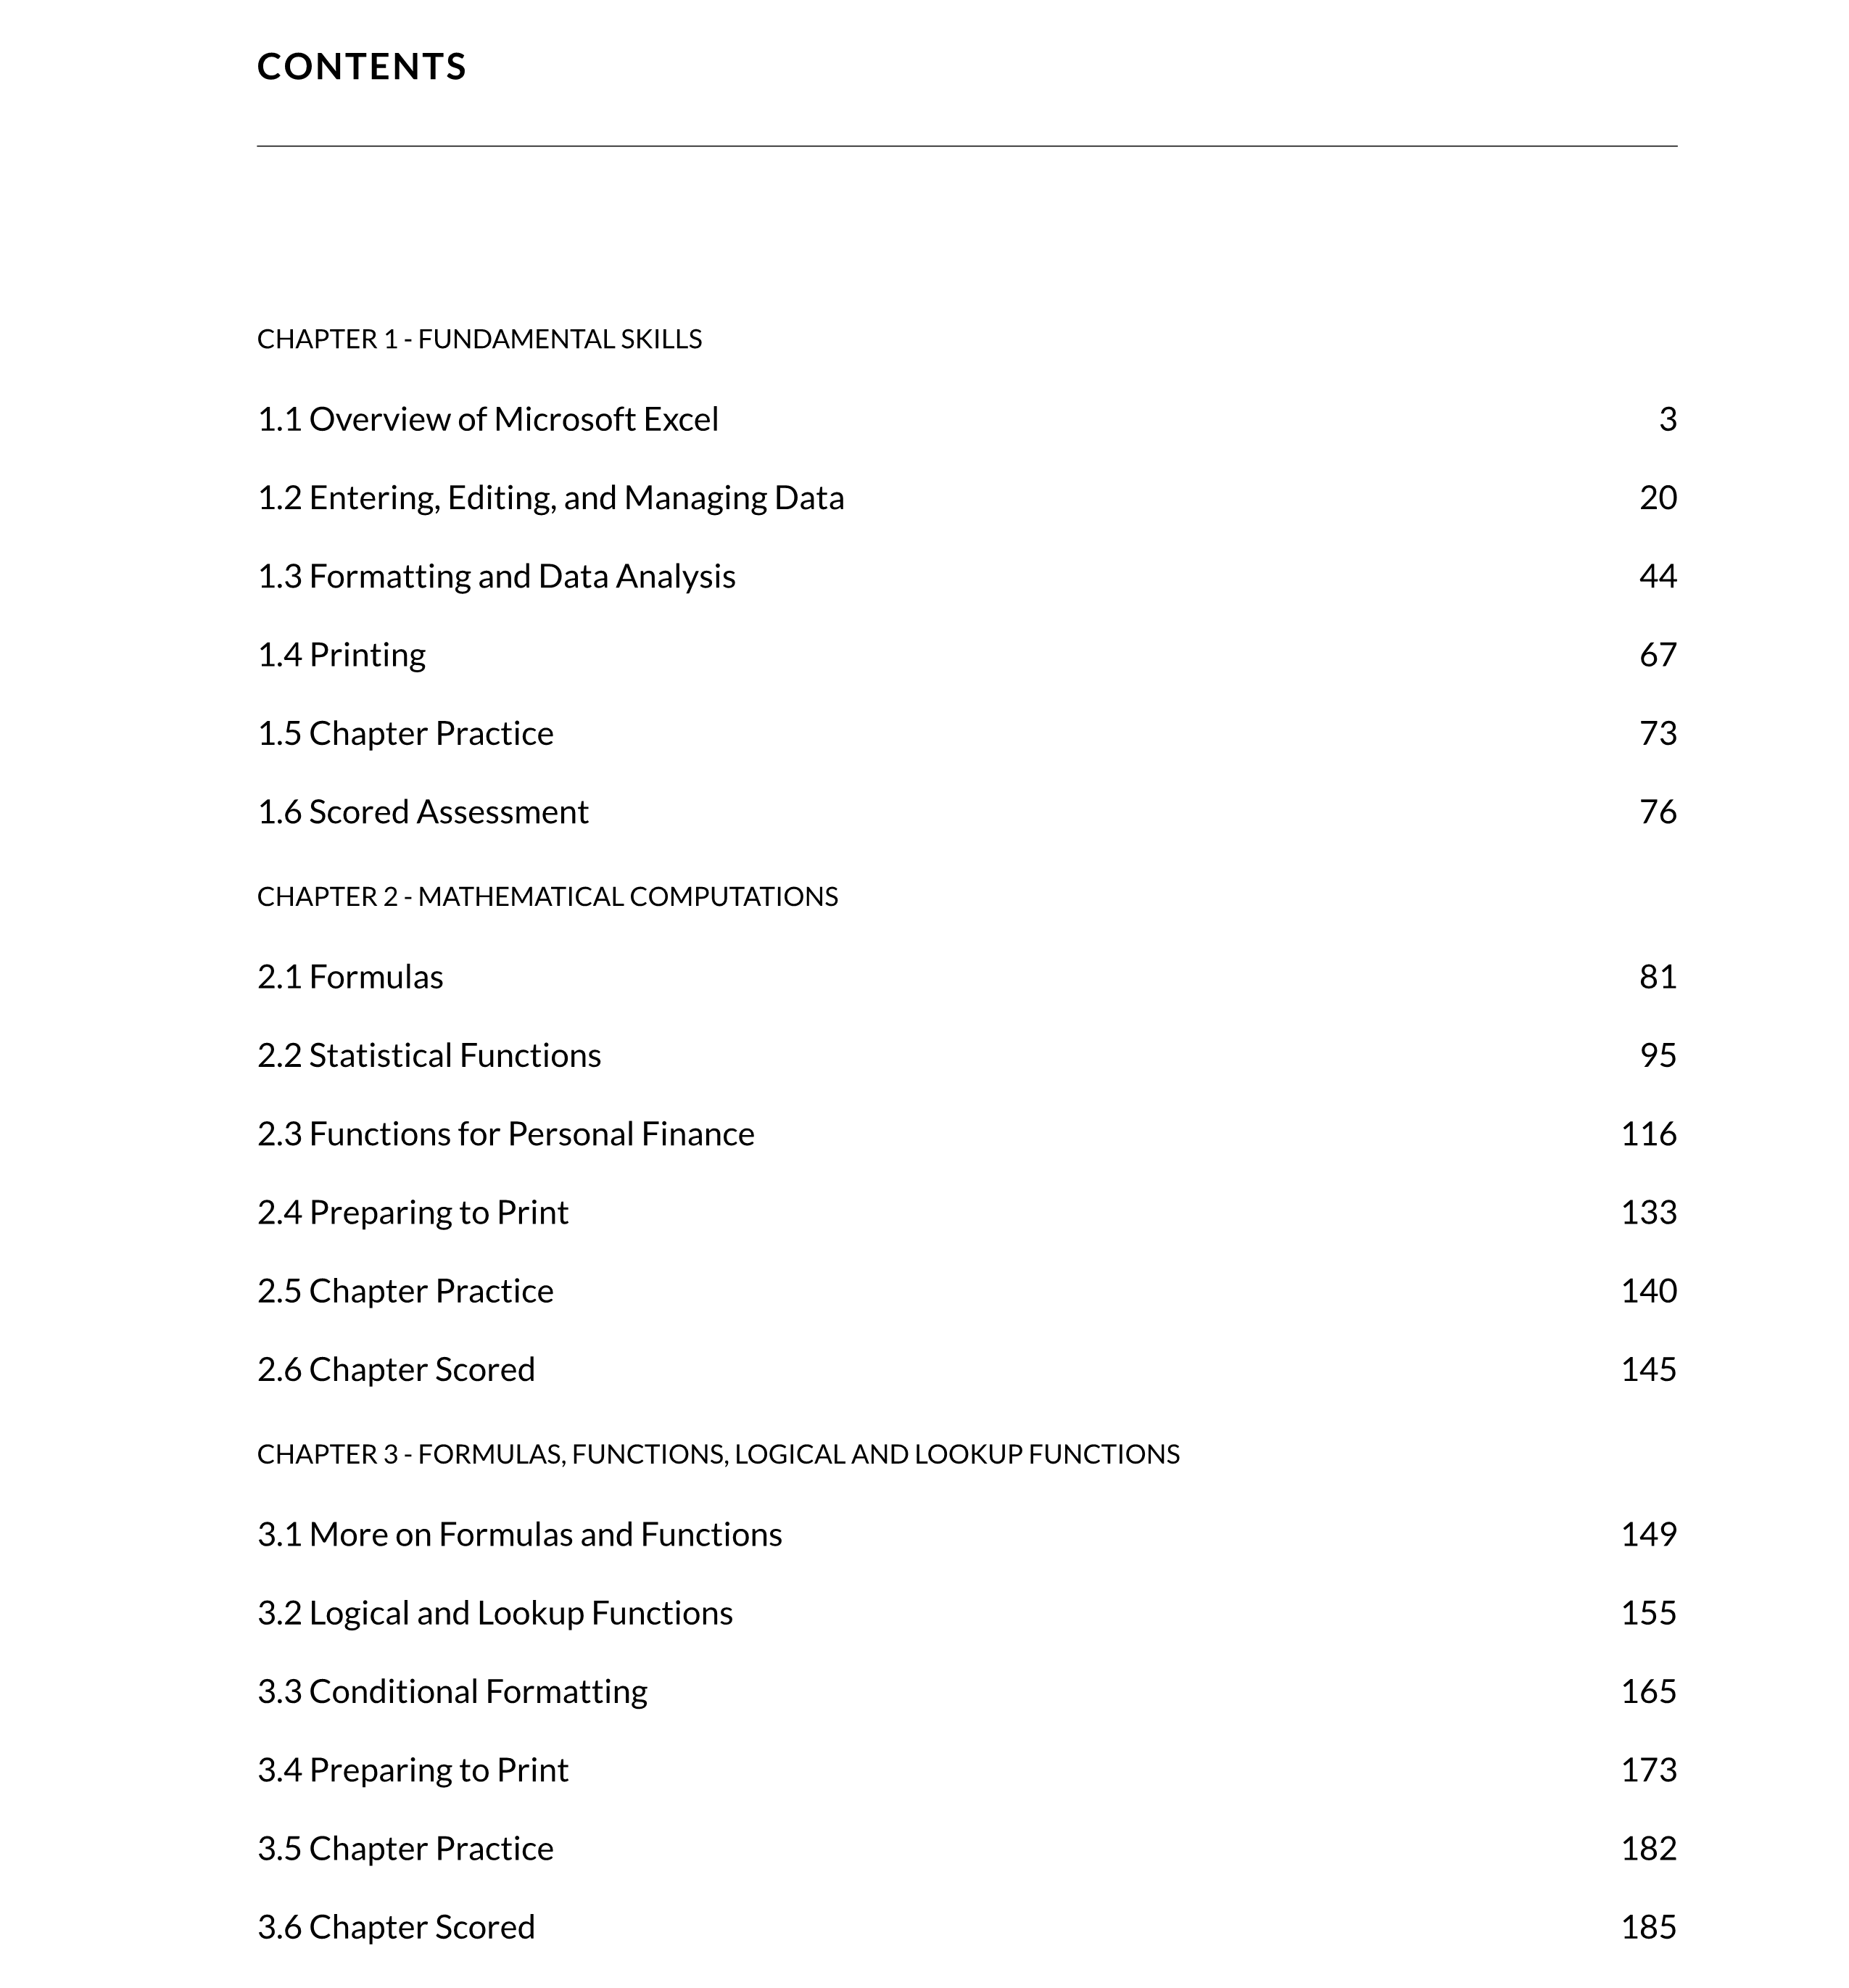 CONTENTS
CHAPTER 1 - FUNDAMENTAL SKILLS
1.1 Overview of Microsoft Excel 3
1.2 Entering, Editing, and Managing Data 20
1.3 Formatting and Data Analysis 44
1.4 Printing 67
1.5 Chapter Practice 73
1.6 Scored Assessment 76
CHAPTER 2 - MATHEMATICAL COMPUTATIONS
2.1 Formulas 81
2.2 Statistical Functions 95
2.3 Functions for Personal Finance 116
2.4 Preparing to Print 133
2.5 Chapter Practice 140
2.6 Chapter Scored 145
CHAPTER 3 - FORMULAS, FUNCTIONS, LOGICAL AND LOOKUP FUNCTIONS
3.1 More on Formulas and Functions 149
3.2 Logical and Lookup Functions 155
3.3 Conditional Formatting 165
3.4 Preparing to Print 173
3.5 Chapter Practice 182
3.6 Chapter Scored 185